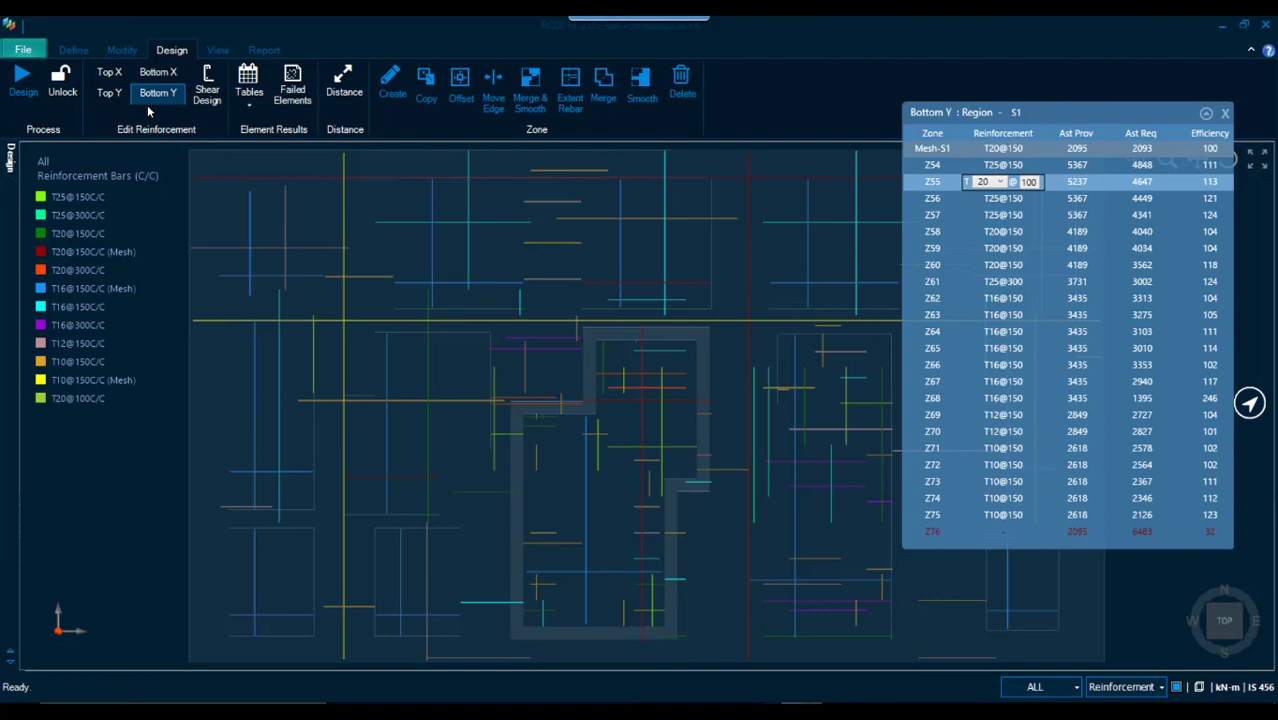 File Define Modify Design View Report
Design Unlock Top X Bottom X Top Y Bottom Y Shear Design Tables Failed Elements Distance Create Copy Offset Move Edge Merge & Smooth Extent Rebar Merge Smooth Delete
Process Edit Reinforcement Element Results Distance Zone
Design
All
Reinforcement Bars (C/C)
T25@150C/C
T25@300C/C
T20@150C/C
T20@150C/C (Mesh)
T20@300C/C
T16@150C/C (Mesh)
T16@150C/C
T16@300C/C
T12@150C/C
T10@150C/C
T10@150C/C (Mesh)
T20@100C/C
Bottom Y : Region - S1 X
Zone Reinforcement Ast Prov Ast Req Efficiency
Mesh-S1 T20@150 2095 2093 100
Z54 T25@150 5367 4848 111
Z55 T 20 @ 100 5237 4647 113
Z56 T25@150 5367 4449 121
Z57 T25@150 5367 4341 124
Z58 T20@150 4189 4040 104
Z59 T20@150 4189 4034 104
Z60 T20@150 4189 3562 118
Z61 T25@300 3731 3002 124
Z62 T16@150 3435 3313 104
Z63 T16@150 3435 3275 105
Z64 T16@150 3435 3103 111
Z65 T16@150 3435 3010 114
Z66 T16@150 3435 3353 102
Z67 T16@150 3435 2940 117
Z68 T16@150 3435 1395 246
Z69 T12@150 2849 2727 104
Z70 T12@150 2849 2827 101
Z71 T10@150 2618 2578 102
Z72 T10@150 2618 2564 102
Z73 T10@150 2618 2367 111
Z74 T10@150 2618 2346 112
Z75 T10@150 2618 2126 123
Z76 - 2095 6483 32
N
W TOP E
S
Ready. ALL Reinforcement | | kN-m | IS 456